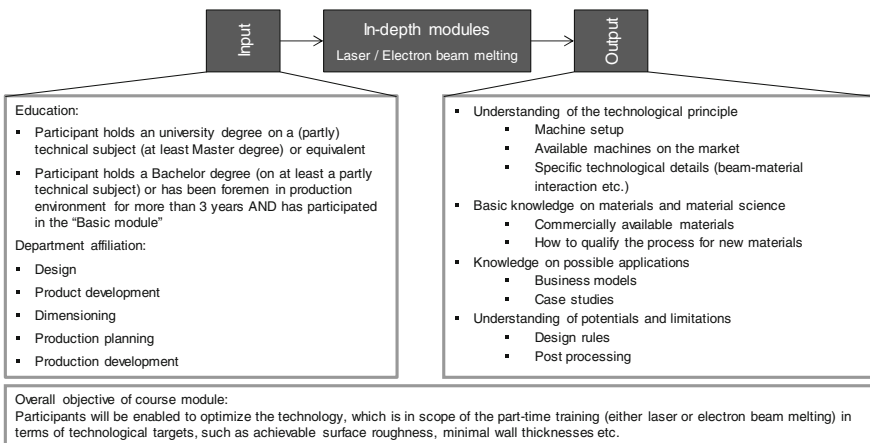 Input
In-depth modules
Laser / Electron beam melting
Output
Education:
▪ Participant holds an university degree on a (partly)
technical subject (at least Master degree) or equivalent
▪ Participant holds a Bachelor degree (on at least a partly
technical subject) or has been foremen in production
environment for more than 3 years AND has participated
in the “Basic module”
Department affiliation:
▪ Design
▪ Product development
▪ Dimensioning
▪ Production planning
▪ Production development
▪ Understanding of the technological principle
▪ Machine setup
▪ Available machines on the market
▪ Specific technological details (beam-material
interaction etc.)
▪ Basic knowledge on materials and material science
▪ Commercially available materials
▪ How to qualify the process for new materials
▪ Knowledge on possible applications
▪ Business models
▪ Case studies
▪ Understanding of potentials and limitations
▪ Design rules
▪ Post processing
Overall objective of course module:
Participants will be enabled to optimize the technology, which is in scope of the part-time training (either laser or electron beam melting) in
terms of technological targets, such as achievable surface roughness, minimal wall thicknesses etc.